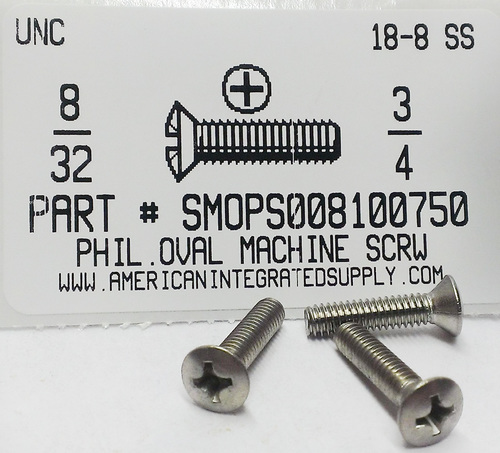 UNC 18-8 SS
8/32 3/4
PART # SMOPS008100750
PHIL.OVAL MACHINE SCRW
WWW.AMERICANINTEGRATEDSUPPLY.COM